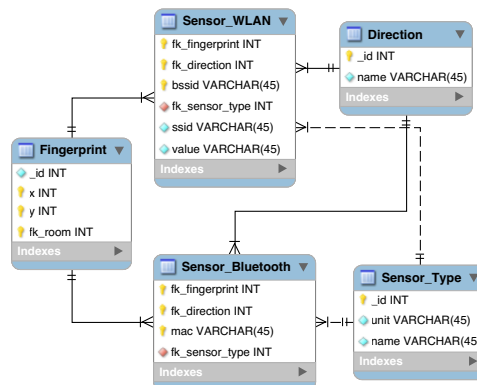 Sensor_WLAN
fk_fingerprint INT
fk_direction INT
bssid VARCHAR(45)
fk_sensor_type INT
ssid VARCHAR(45)
value VARCHAR(45)
Indexes
Direction
_id INT
name VARCHAR(45)
Indexes
Fingerprint
_id INT
x INT
y INT
fk_room INT
Indexes
Sensor_Bluetooth
fk_fingerprint INT
fk_direction INT
mac VARCHAR(45)
fk_sensor_type INT
Indexes
Sensor_Type
_id INT
unit VARCHAR(45)
name VARCHAR(45
Indexes